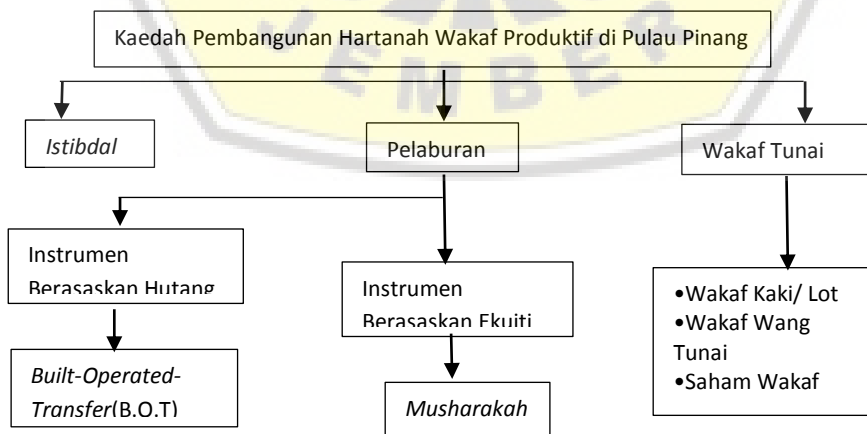 Kaedah Pembangunan Hartanah Wakaf Produktif di Pulau Pinang
JEMBER
Istibdal
Pelaburan
Wakaf Tunai
Instrumen
Berasaskan Hutang
Built-Operated-
Transfer(B.O.T)
Instrumen
Berasaskan Ekuiti
Musharakah
•Wakaf Kaki/ Lot
•Wakaf Wang
Tunai
•Saham Wakaf